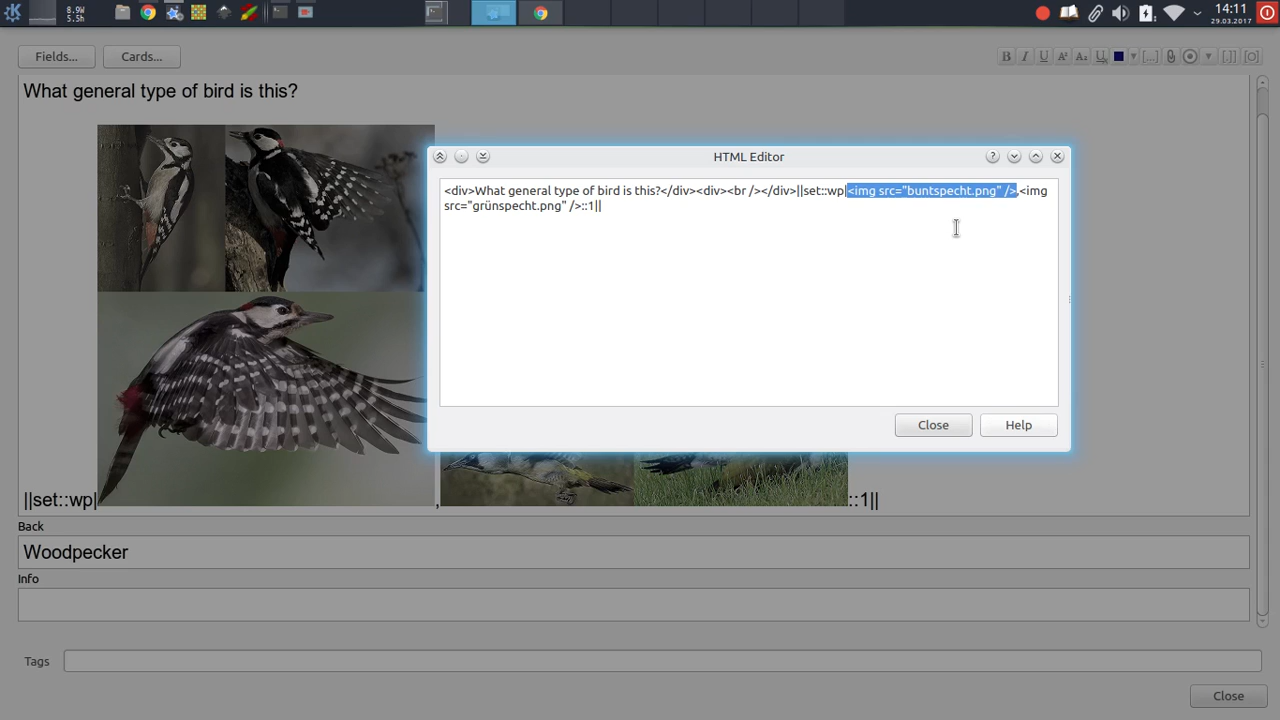 8.9W
5.5h
14:11
29.03.2017
Fields...
Cards...
B I U A² A₁ U [...] [,]] [O]
What general type of bird is this?
HTML Editor
<div>What general type of bird is this?</div><div><br /></div>||set::wp|<img src="buntspecht.png" />,<img
src="grünspecht.png" />::1||
Close
Help
||set::wp|
,
::1||
Back
Woodpecker
Info
Tags
Close